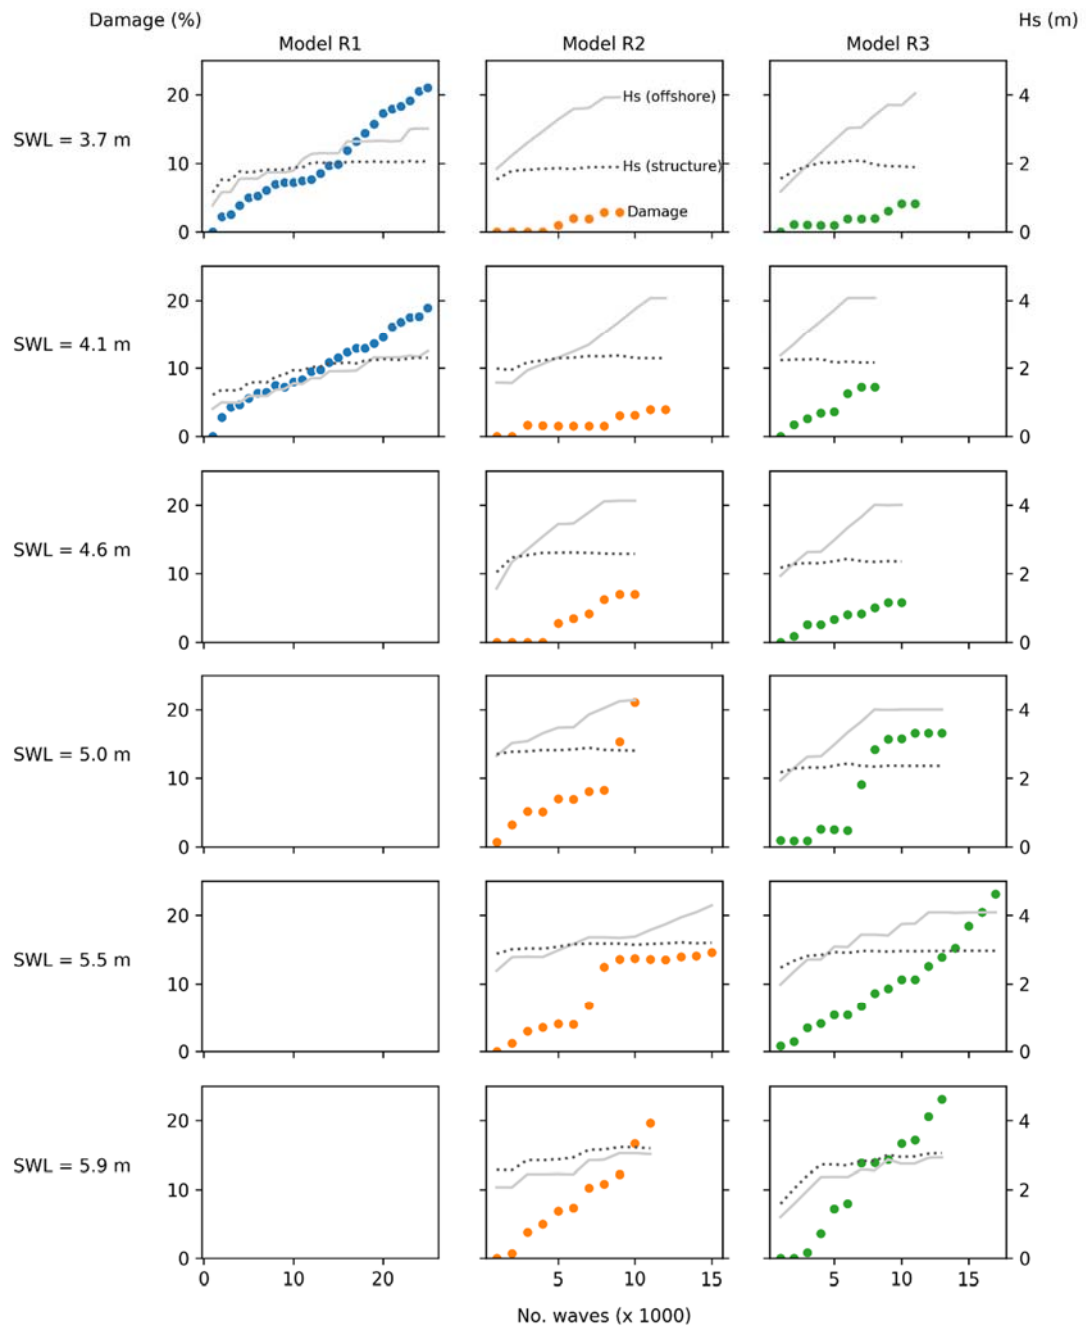 Damage (%)
Hs (m)
Model R1
Model R2
Model R3
SWL = 3.7 m
20
10
0
Hs (offshore)
Hs (structure)
Damage
4
2
0
SWL = 4.1 m
20
10
0
4
2
0
SWL = 4.6 m
20
10
0
4
2
0
SWL = 5.0 m
20
10
0
4
2
0
SWL = 5.5 m
20
10
0
4
2
0
SWL = 5.9 m
20
10
0
4
2
0
0 10 20
5 10 15
5 10 15
No. waves (x 1000)